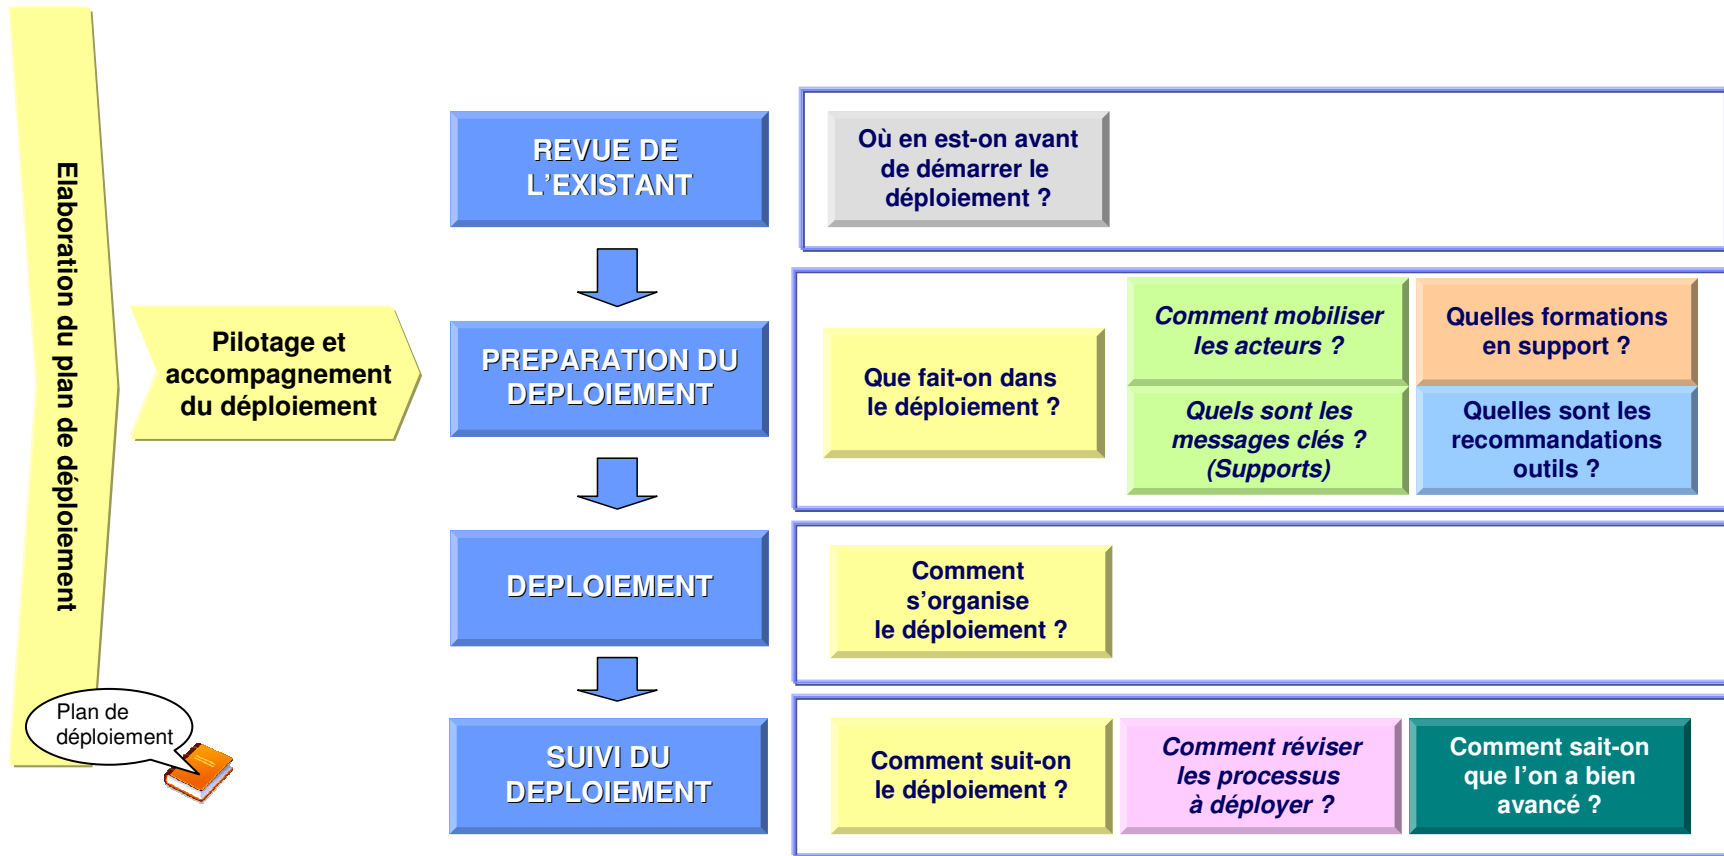 Elaboration du plan de déploiement
Plan de
déploiement
Pilotage et
accompagnement
du déploiement
REVUE DE
L’EXISTANT
Où en est-on avant
de démarrer le
déploiement ?
PREPARATION DU
DEPLOIEMENT
Que fait-on dans
le déploiement ?
Comment mobiliser
les acteurs ?
Quelles formations
en support ?
Quels sont les
messages clés ?
(Supports)
Quelles sont les
recommandations
outils ?
DEPLOIEMENT
Comment
s’organise
le déploiement ?
SUIVI DU
DEPLOIEMENT
Comment suit-on
le déploiement ?
Comment réviser
les processus
à déployer ?
Comment sait-on
que l’on a bien
avancé ?